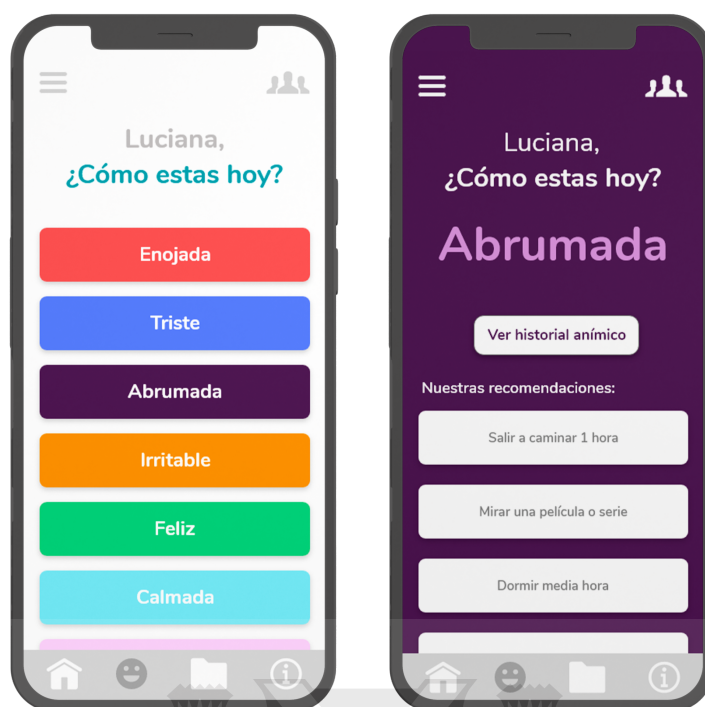 Luciana,
¿Cómo estas hoy?
Enojada
Triste
Abrumada
Irritable
Feliz
Calmada
Luciana,
¿Cómo estas hoy?
Abrumada
Ver historial anímico
Nuestras recomendaciones:
Salir a caminar 1 hora
Mirar una película o serie
Dormir media hora